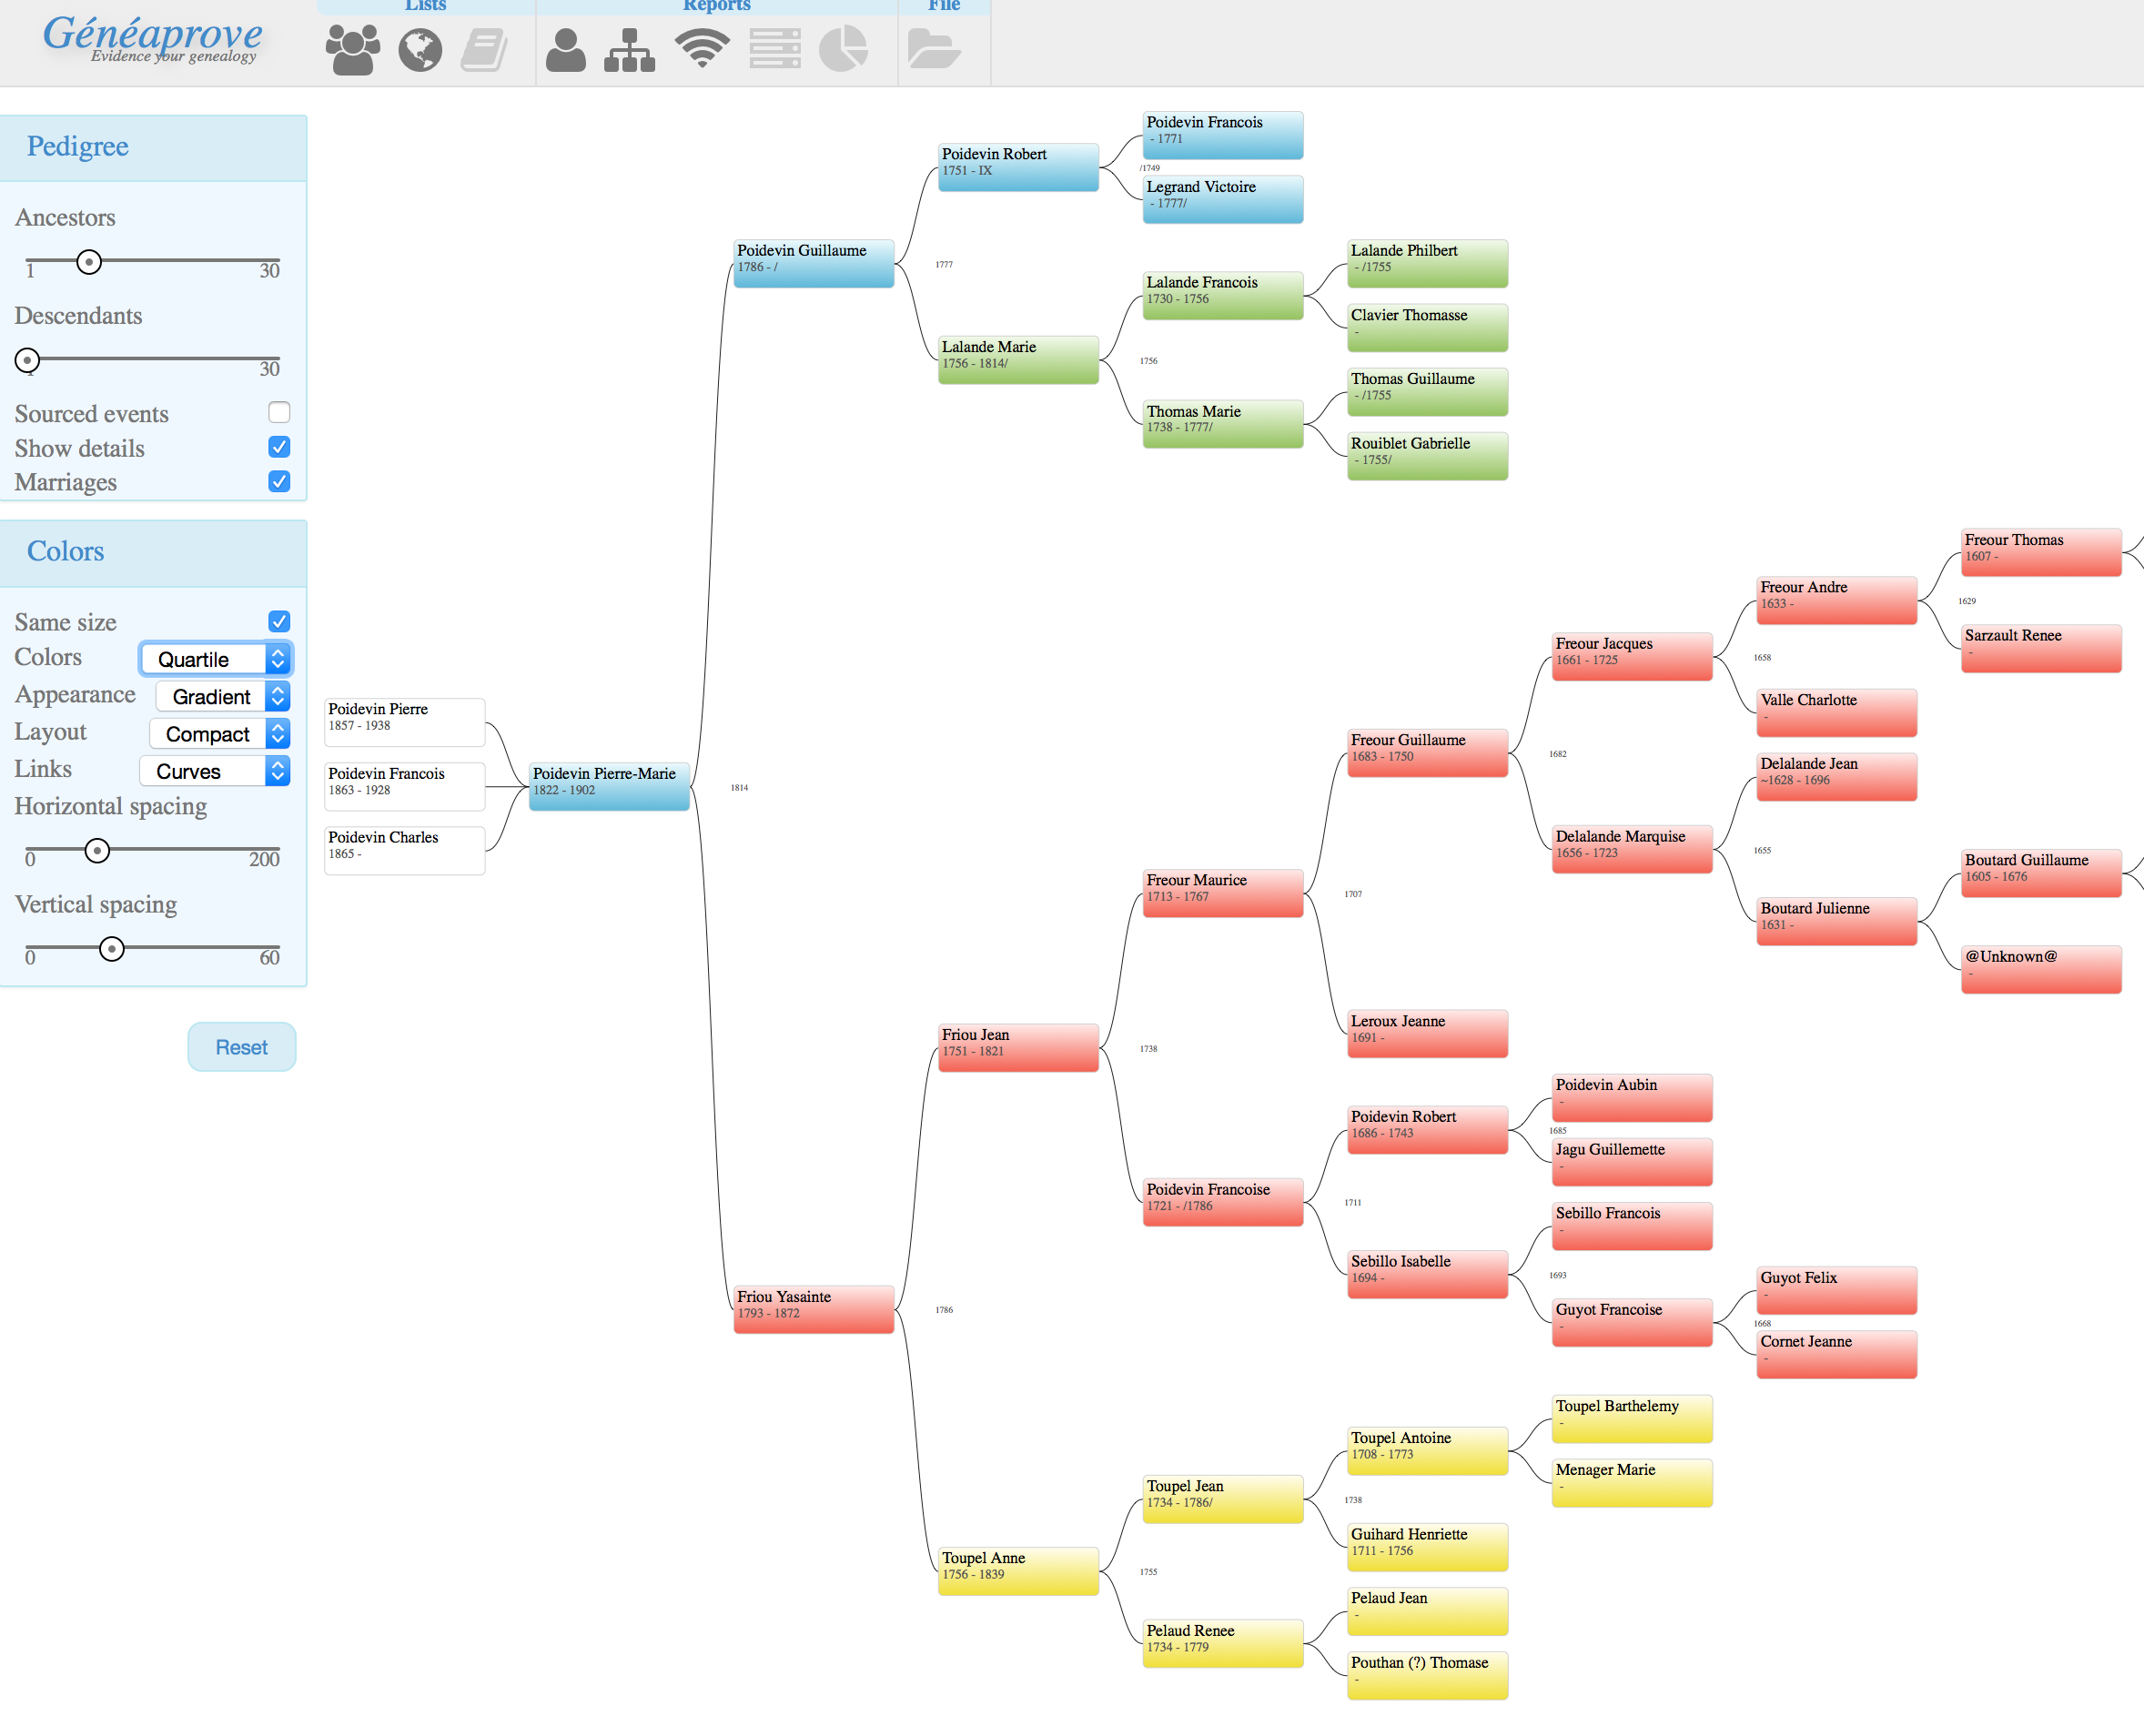 Lists
Reports
File
Généaprove
Evidence your genealogy
Pedigree
Ancestors
1
30
Descendants
30
Sourced events
Show details
Marriages
Colors
Same size
Colors
Quartile
Appearance
Gradient
Layout
Compact
Links
Curves
Horizontal spacing
0
200
Vertical spacing
0
60
Reset
Poidevin Pierre
1857 - 1938
Poidevin Francois
1863 - 1928
Poidevin Charles
1865 -
Poidevin Pierre-Marie
1822 - 1902
1814
Poidevin Guillaume
1786 - /
1777
Friou Yasainte
1793 - 1872
1786
Poidevin Robert
1751 - IX
/1749
Lalande Marie
1756 - 1814/
1756
Friou Jean
1751 - 1821
1738
Toupel Anne
1756 - 1839
1755
Poidevin Francois
- 1771
Legrand Victoire
- 1777/
Lalande Francois
1730 - 1756
Thomas Marie
1738 - 1777/
Freour Maurice
1713 - 1767
1707
Poidevin Francoise
1721 - /1786
1711
Toupel Jean
1734 - 1786/
1738
Pelaud Renee
1734 - 1779
Lalande Philbert
- /1755
Clavier Thomasse
-
Thomas Guillaume
- /1755
Rouiblet Gabrielle
- 1755/
Freour Guillaume
1683 - 1750
1682
Leroux Jeanne
1691 -
Poidevin Robert
1686 - 1743
1685
Sebillo Isabelle
1694 -
1693
Toupel Antoine
1708 - 1773
Guihard Henriette
1711 - 1756
Pelaud Jean
-
Pouthan (?) Thomase
-
Freour Jacques
1661 - 1725
1658
Delalande Marquise
1656 - 1723
1655
Poidevin Aubin
-
Jagu Guillemette
-
Sebillo Francois
-
Guyot Francoise
-
1668
Toupel Barthelemy
-
Menager Marie
-
Freour Andre
1633 -
1629
Valle Charlotte
-
Delalande Jean
~1628 - 1696
Boutard Julienne
1631 -
Guyot Felix
-
Cornet Jeanne
-
Freour Thomas
1607 -
Sarzault Renee
-
Boutard Guillaume
1605 - 1676
@Unknown@
-